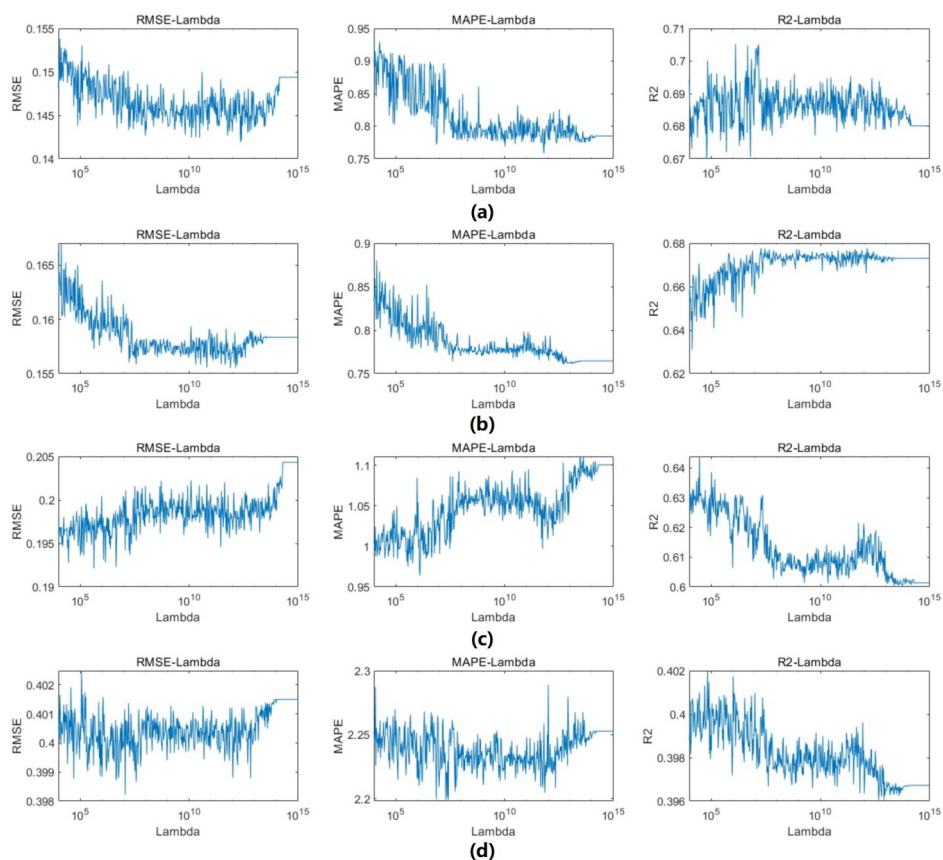 RMSE-Lambda MAPE-Lambda R2-Lambda
0.155 0.95 0.71
0.15 0.9 0.7
0.85 0.69
0.145 0.8 0.68
0.14 0.75 0.67
RMSE MAPE R2
10^5 10^10 10^15 10^5 10^10 10^15 10^5 10^10 10^15
Lambda Lambda Lambda
(a)
RMSE-Lambda MAPE-Lambda R2-Lambda
0.9 0.68
0.165 0.85 0.66
0.16 0.8 0.64
0.155 0.75 0.62
RMSE MAPE R2
10^5 10^10 10^15 10^5 10^10 10^15 10^5 10^10 10^15
Lambda Lambda Lambda
(b)
RMSE-Lambda MAPE-Lambda R2-Lambda
0.205 1.1 0.64
0.2 1.05 0.63
0.62
0.195 1 0.61
0.19 0.95 0.6
RMSE MAPE R2
10^5 10^10 10^15 10^5 10^10 10^15 10^5 10^10 10^15
Lambda Lambda Lambda
(c)
RMSE-Lambda MAPE-Lambda R2-Lambda
0.402 2.3 0.402
0.401 2.25 0.4
0.4 0.398
0.399 2.2 0.396
0.398
RMSE MAPE R2
10^5 10^10 10^15 10^5 10^10 10^15 10^5 10^10 10^15
Lambda Lambda Lambda
(d)